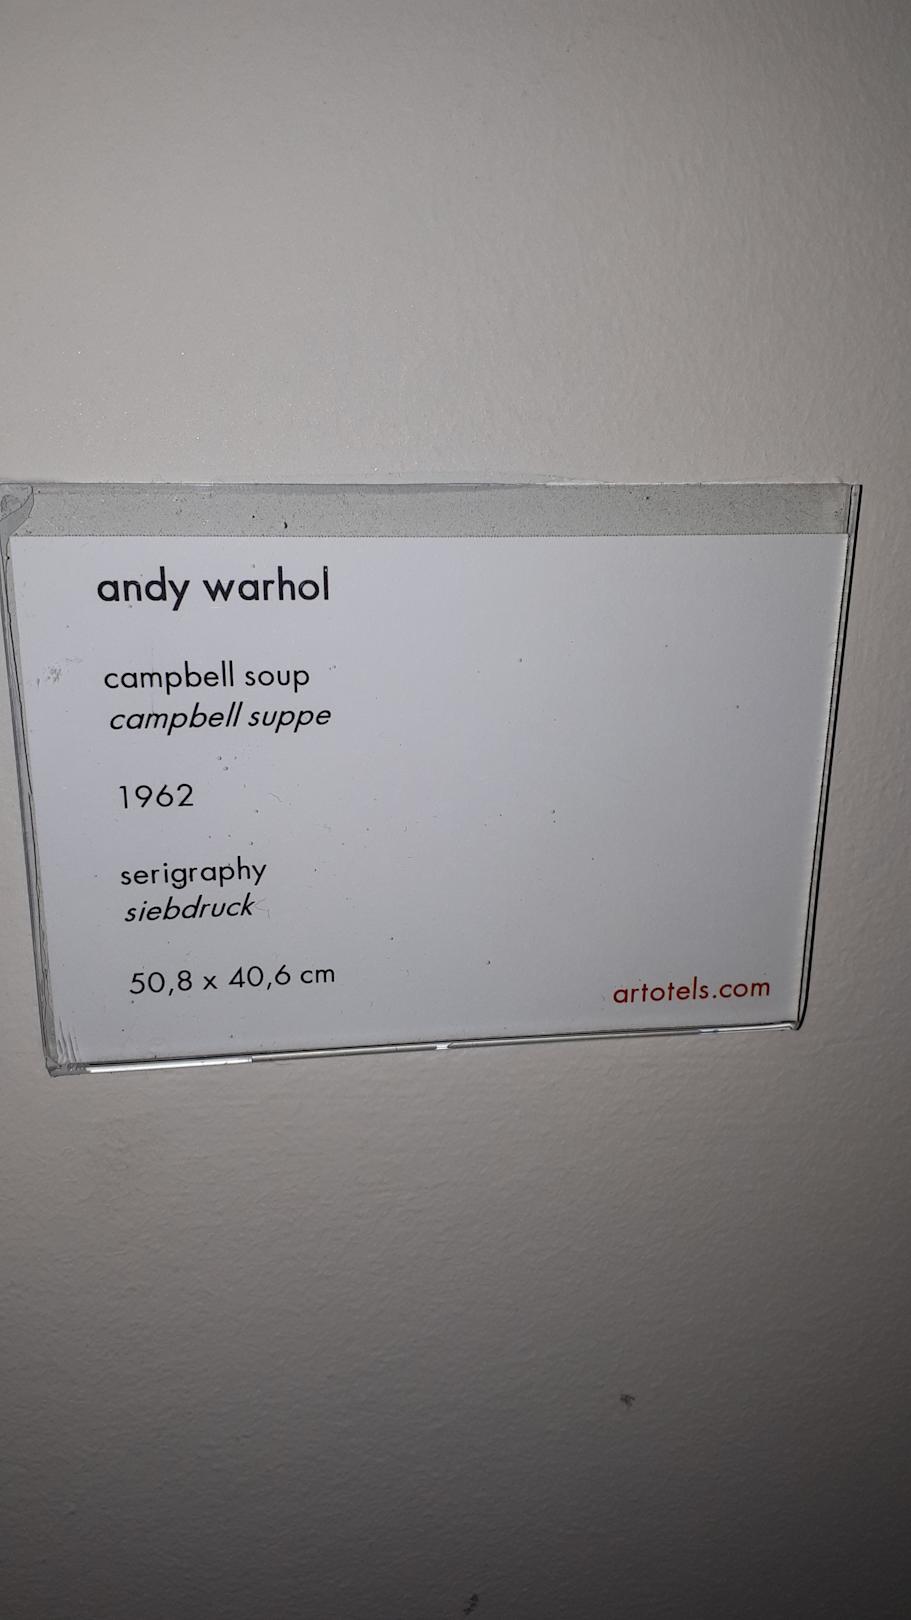 andy warhol
campbell soup
campbell suppe
1962
serigraphy
siebdruck
50,8 x 40,6 cm
artotels.com